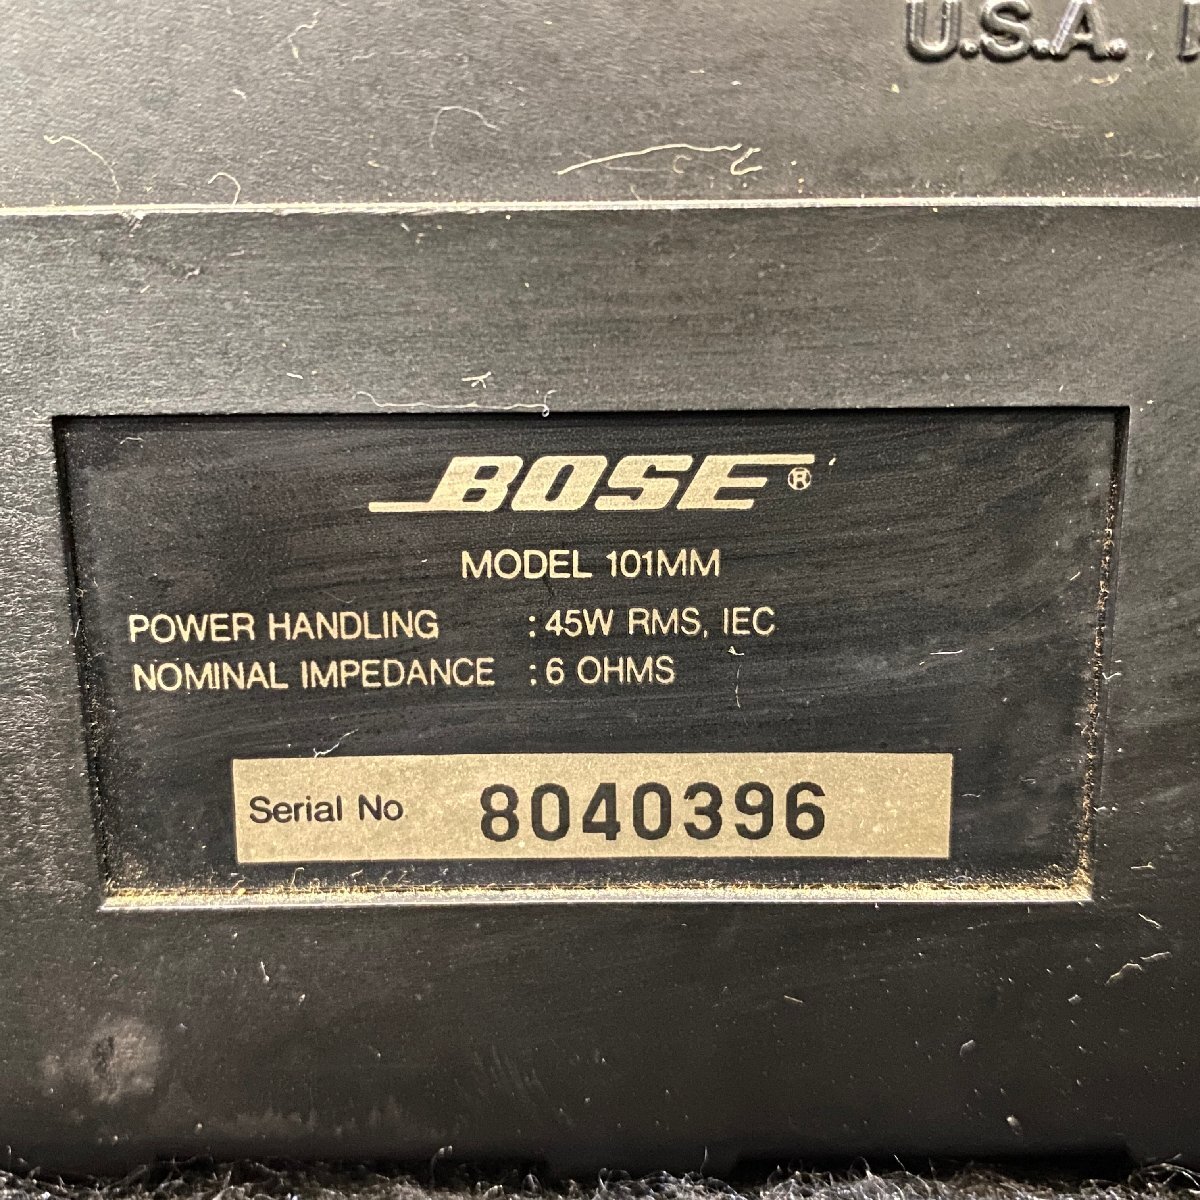 U.S.A.
BOSE®
MODEL 101MM
POWER HANDLING : 45W RMS, IEC
NOMINAL IMPEDANCE : 6 OHMS
Serial No 8040396